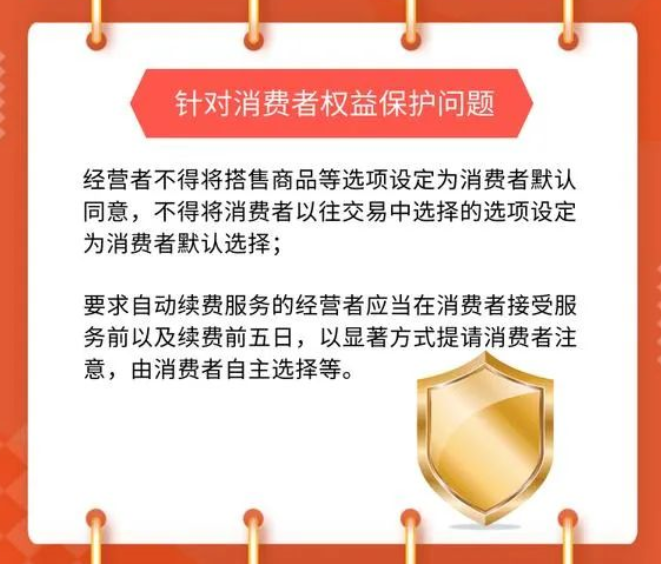 针对消费者权益保护问题
经营者不得将搭售商品等选项设定为消费者默认
同意，不得将消费者以往交易中选择的选项设定
为消费者默认选择；
要求自动续费服务的经营者应当在消费者接受服
务前以及续费前五日，以显著方式提请消费者注
意，由消费者自主选择等。